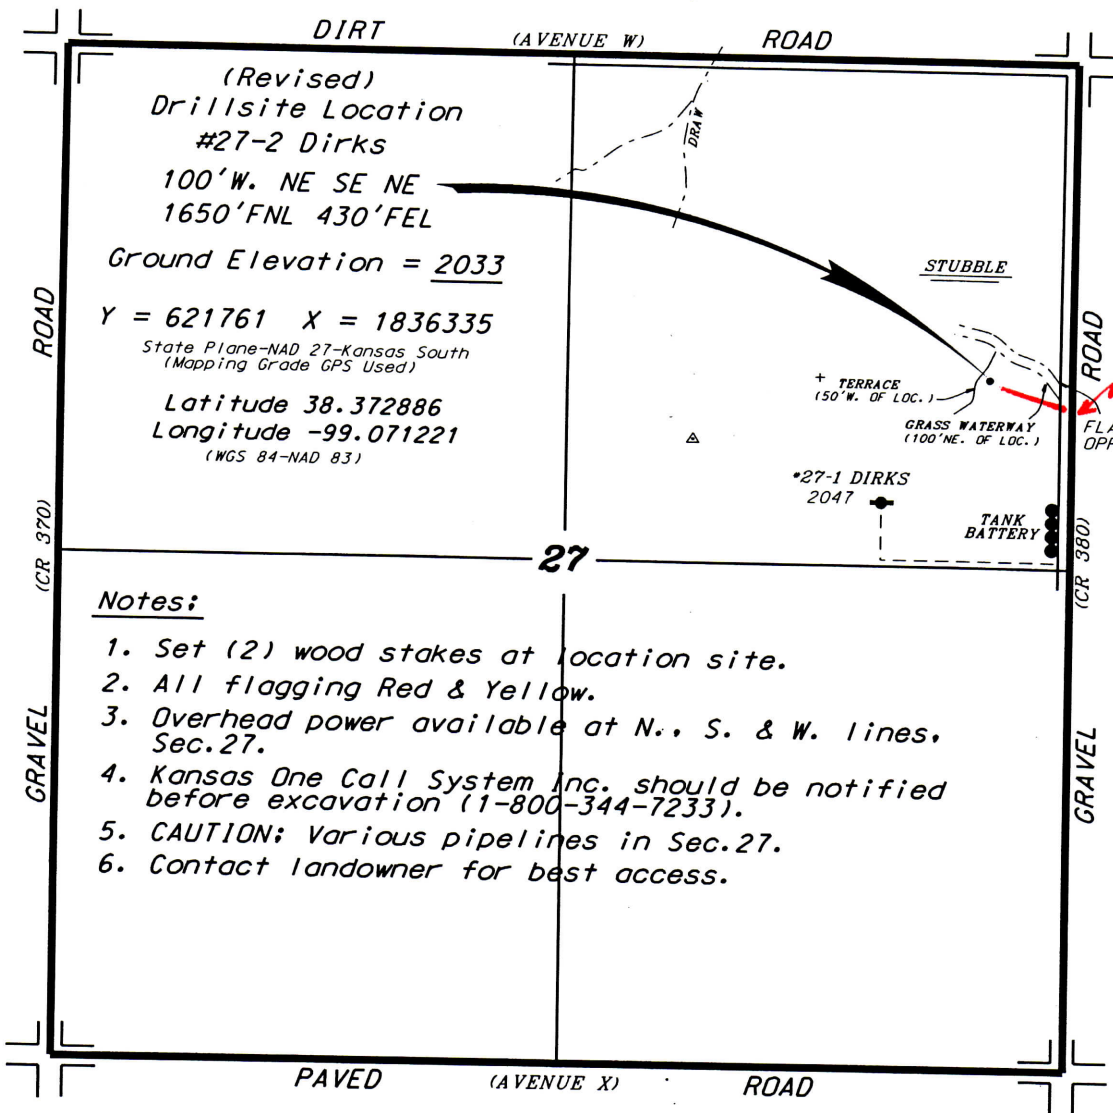 DIRT (AVENUE W) ROAD
(Revised)
Drillsite Location
#27-2 Dirks
100'W. NE SE NE
1650'FNL 430'FEL
Ground Elevation = 2033
Y = 621761 X = 1836335
State Plane-NAD 27-Kansas South
(Mapping Grade GPS Used)
Latitude 38.372886
Longitude -99.071221
(WGS 84-NAD 83)
DRAW
STUBBLE
+ TERRACE
(50'W. OF LOC.)
GRASS WATERWAY
(100'NE. OF LOC.)
FLA
OPP
#27-1 DIRKS
2047
TANK
BATTERY
ROAD
(CR 370)
GRAVEL
ROAD
(CR 380)
GRAVEL
27
Notes:
1. Set (2) wood stakes at location site.
2. All flagging Red & Yellow.
3. Overhead power available at N., S. & W. lines,
Sec.27.
4. Kansas One Call System Inc. should be notified
before excavation (1-800-344-7233).
5. CAUTION: Various pipelines in Sec.27.
6. Contact landowner for best access.
PAVED (AVENUE X) ROAD